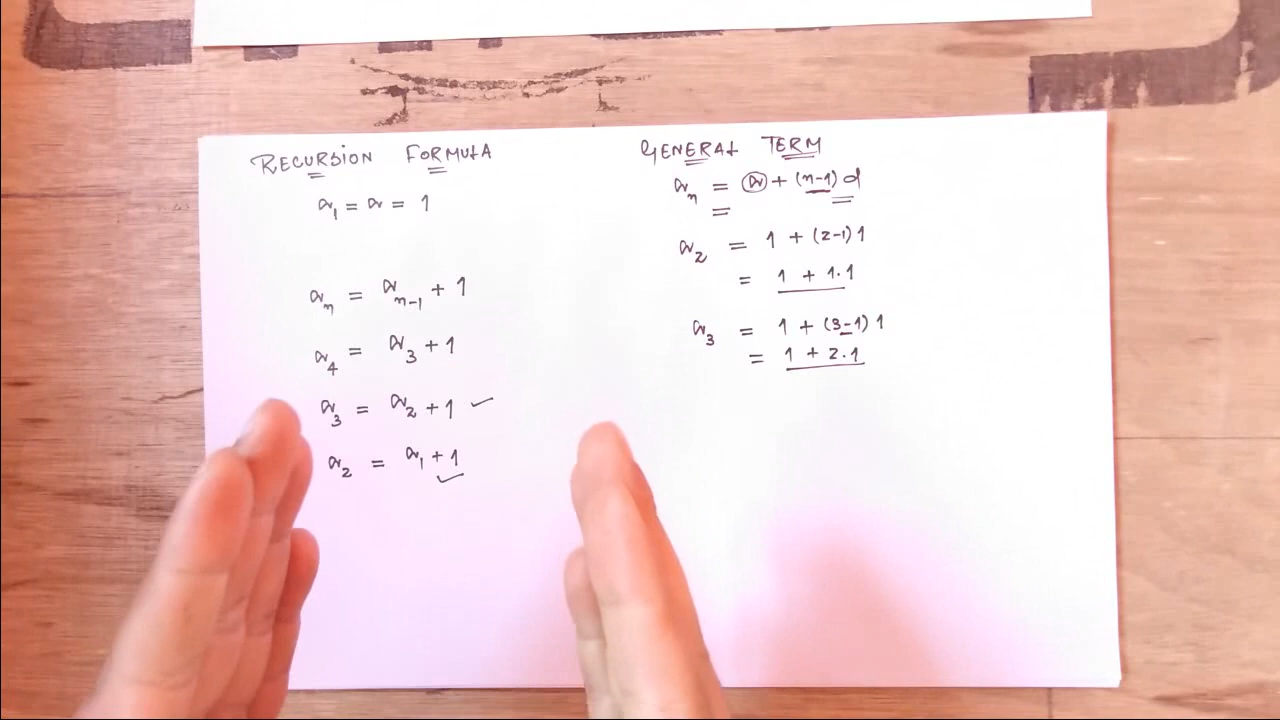 RECURSION FORMULA
a₁ = a = 1
aₙ = aₙ₋₁ + 1
a₄ = a₃ + 1
a₃ = a₂ + 1 ✓
a₂ = a₁ + 1 ✓
GENERAL TERM
aₙ = a + (n-1) d
a₂ = 1 + (2-1) 1
= 1 + 1.1
a₃ = 1 + (3-1) 1
= 1 + 2.1